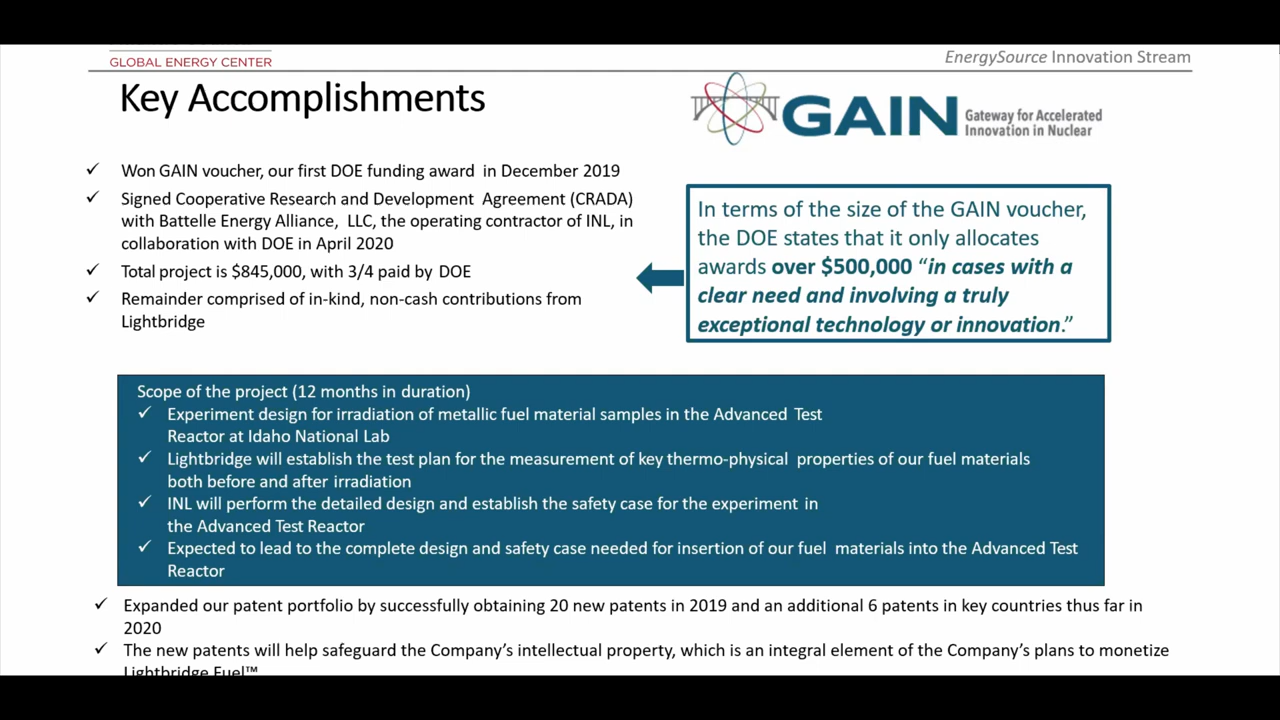 GLOBAL ENERGY CENTER
EnergySource Innovation Stream
Key Accomplishments
GAIN
Gateway for Accelerated
Innovation in Nuclear
✓ Won GAIN voucher, our first DOE funding award in December 2019
✓ Signed Cooperative Research and Development Agreement (CRADA)
with Battelle Energy Alliance, LLC, the operating contractor of INL, in
collaboration with DOE in April 2020
✓ Total project is $845,000, with 3/4 paid by DOE
✓ Remainder comprised of in-kind, non-cash contributions from
Lightbridge
In terms of the size of the GAIN voucher,
the DOE states that it only allocates
awards over $500,000 “in cases with a
clear need and involving a truly
exceptional technology or innovation.”
Scope of the project (12 months in duration)
✓ Experiment design for irradiation of metallic fuel material samples in the Advanced Test
Reactor at Idaho National Lab
✓ Lightbridge will establish the test plan for the measurement of key thermo-physical properties of our fuel materials
both before and after irradiation
✓ INL will perform the detailed design and establish the safety case for the experiment in
the Advanced Test Reactor
✓ Expected to lead to the complete design and safety case needed for insertion of our fuel materials into the Advanced Test
Reactor
✓ Expanded our patent portfolio by successfully obtaining 20 new patents in 2019 and an additional 6 patents in key countries thus far in
2020
✓ The new patents will help safeguard the Company’s intellectual property, which is an integral element of the Company’s plans to monetize
Lightbridge Fuel™